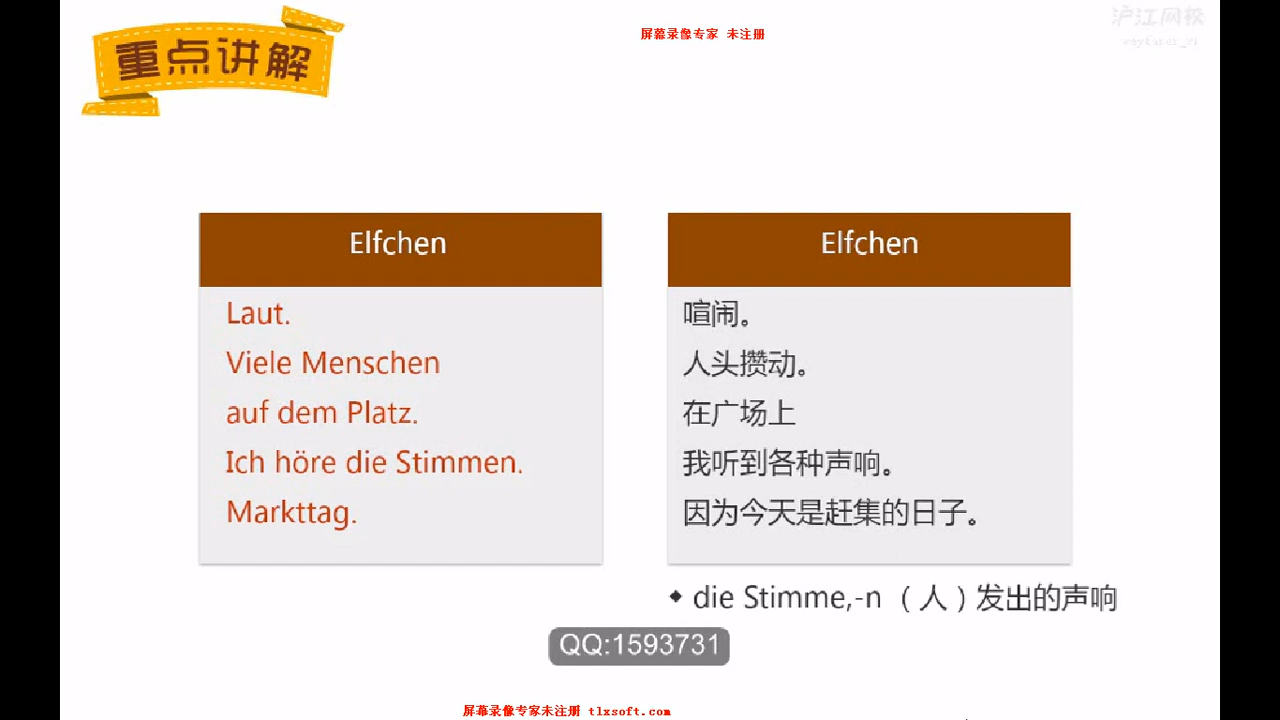 重点讲解
屏幕录像专家 未注册
沪江网校
wayfarer_yl
Elfchen
Laut.
Viele Menschen
auf dem Platz.
Ich höre die Stimmen.
Markttag.
Elfchen
喧闹。
人头攒动。
在广场上
我听到各种声响。
因为今天是赶集的日子。
◆ die Stimme,-n （人）发出的声响
QQ:1593731
屏幕录像专家未注册 tlxsoft.com